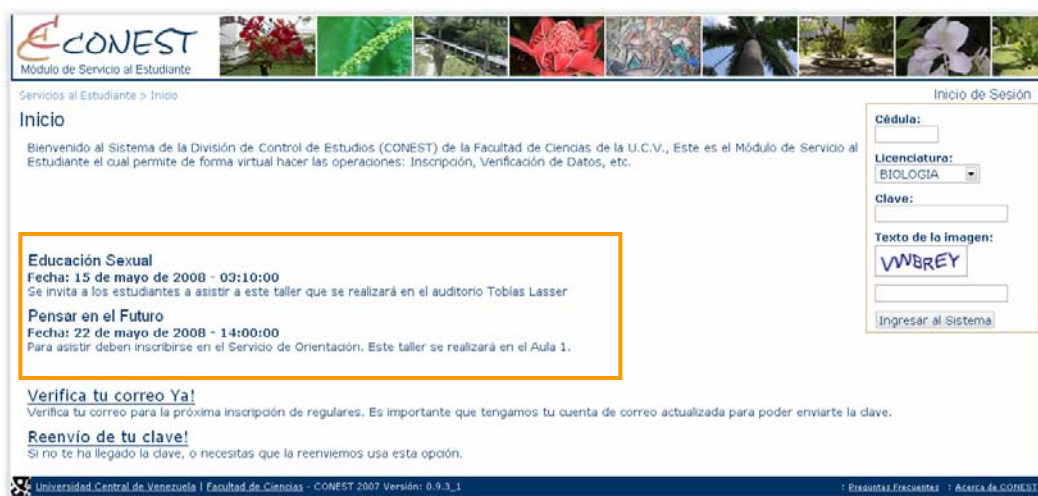 CONEST
Módulo de Servicio al Estudiante
Servicios al Estudiante > Inicio
Inicio de Sesión
Inicio
Bienvenido al Sistema de la División de Control de Estudios (CONEST) de la Facultad de Ciencias de la U.C.V., Este es el Módulo de Servicio al
Estudiante el cual permite de forma virtual hacer las operaciones: Inscripción, Verificación de Datos, etc.
Cédula:
Licenciatura:
BIOLOGIA
Clave:
Texto de la imagen:
VWBREY
Ingresar al Sistema
Educación Sexual
Fecha: 15 de mayo de 2008 - 03:10:00
Se invita a los estudiantes a asistir a este taller que se realizará en el auditorio Tobías Lasser
Pensar en el Futuro
Fecha: 22 de mayo de 2008 - 14:00:00
Para asistir deben inscribirse en el Servicio de Orientación. Este taller se realizará en el Aula 1.
Verifica tu correo Ya!
Verifica tu correo para la próxima inscripción de regulares. Es importante que tengamos tu cuenta de correo actualizada para poder enviarte la clave.
Reenvío de tu clave!
Si no te ha llegado la clave, o necesitas que la reenviemos usa esta opción.
Universidad Central de Venezuela | Facultad de Ciencias - CONEST 2007 Versión: 0.9.3_1
: Preguntas Frecuentes : Acerca de CONEST